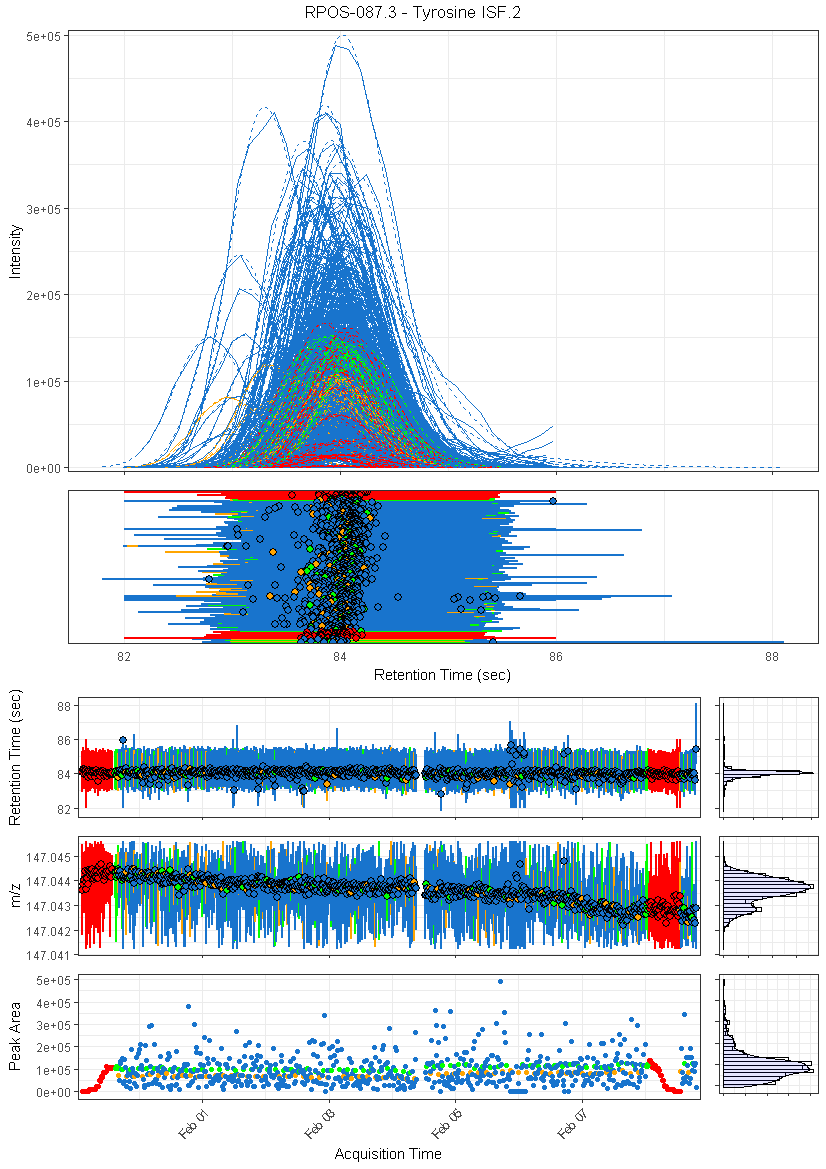 RPOS-087.3 - Tyrosine ISF.2
5e+05
4e+05
3e+05
2e+05
1e+05
0e+00
Intensity
82 84 86 88
Retention Time (sec)
88
86
84
82
Retention Time (sec)
147.045
147.044
147.043
147.042
147.041
m/z
5e+05
4e+05
3e+05
2e+05
1e+05
0e+00
Peak Area
Feb 01 Feb 03 Feb 05 Feb 07
Acquisition Time